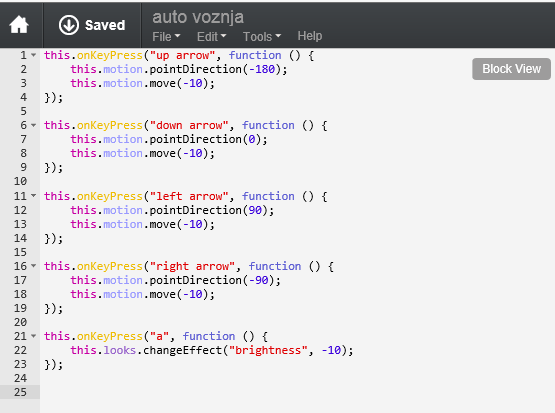 Saved
auto voznja
File Edit Tools Help
Block View
1 this.onKeyPress("up arrow", function () {
2     this.motion.pointDirection(-180);
3     this.motion.move(-10);
4 });
5
6 this.onKeyPress("down arrow", function () {
7     this.motion.pointDirection(0);
8     this.motion.move(-10);
9 });
10
11 this.onKeyPress("left arrow", function () {
12     this.motion.pointDirection(90);
13     this.motion.move(-10);
14 });
15
16 this.onKeyPress("right arrow", function () {
17     this.motion.pointDirection(-90);
18     this.motion.move(-10);
19 });
20
21 this.onKeyPress("a", function () {
22     this.looks.changeEffect("brightness", -10);
23 });
24
25